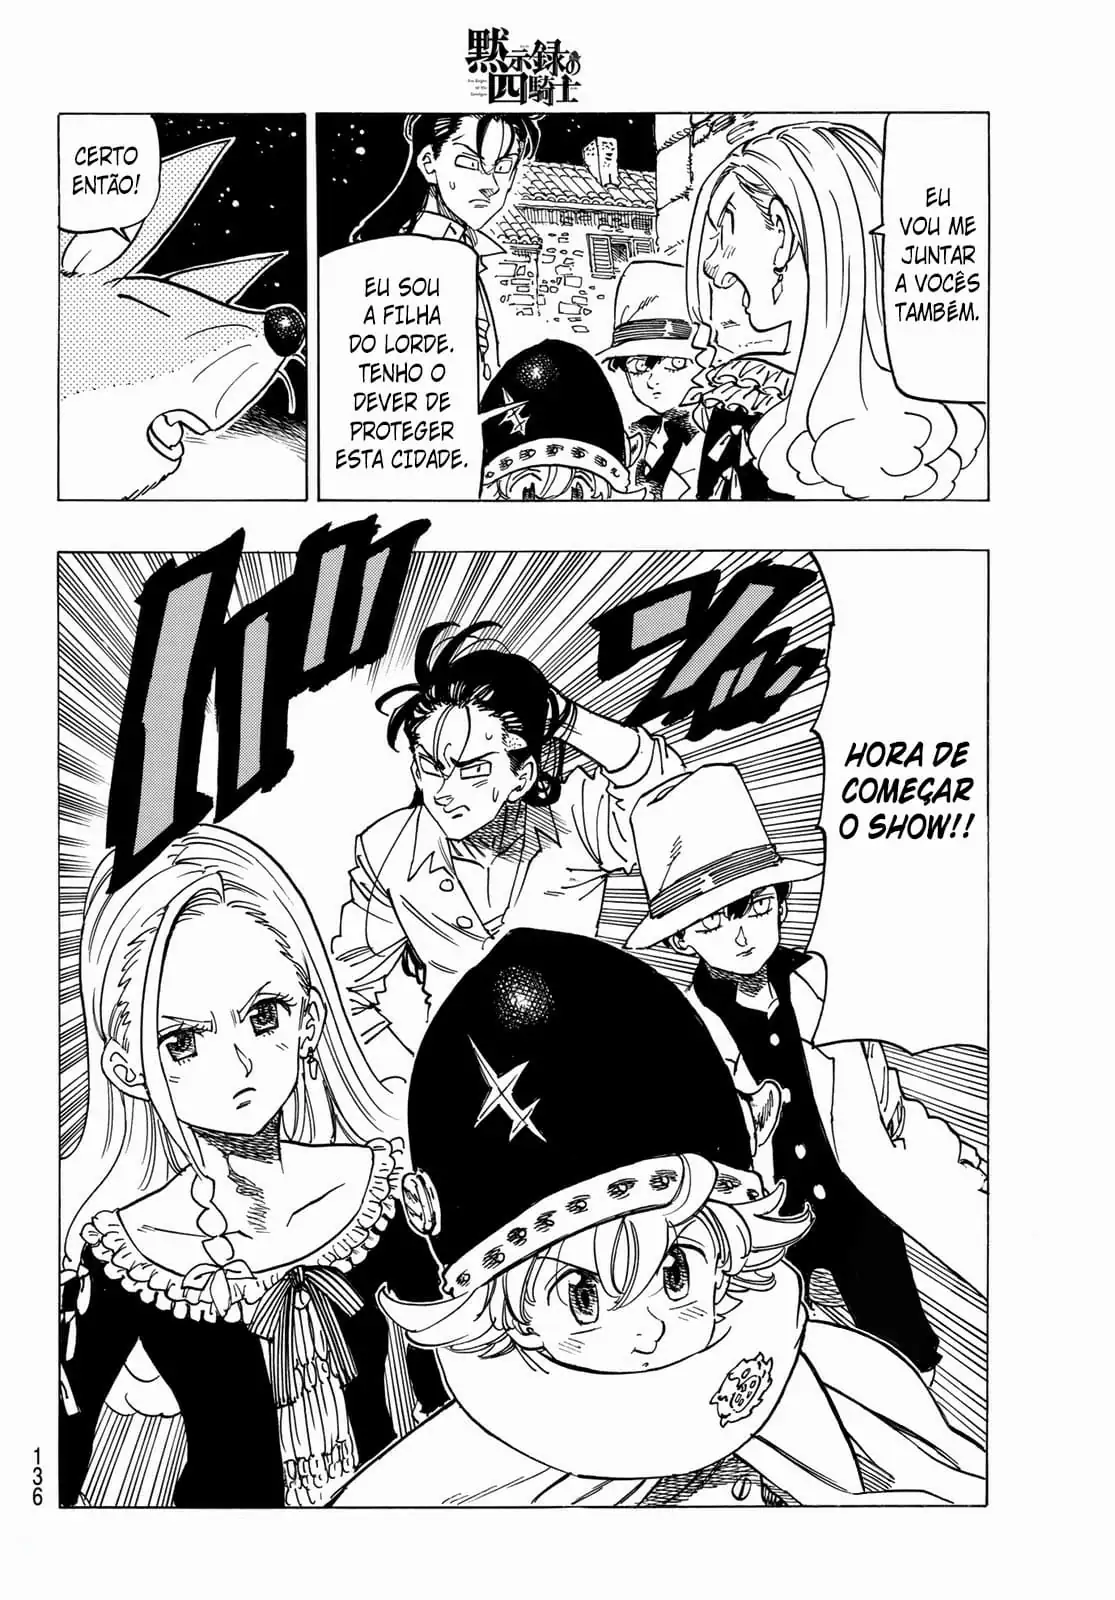 黙示録の
四騎士
EU
VOU ME
JUNTAR
A VOCÊS
TAMBÉM.
EU SOU
A FILHA
DO LORDE.
TENHO O
DEVER DE
PROTEGER
ESTA CIDADE.
CERTO
ENTÃO!
HORA DE
COMEÇAR
O SHOW!!
136